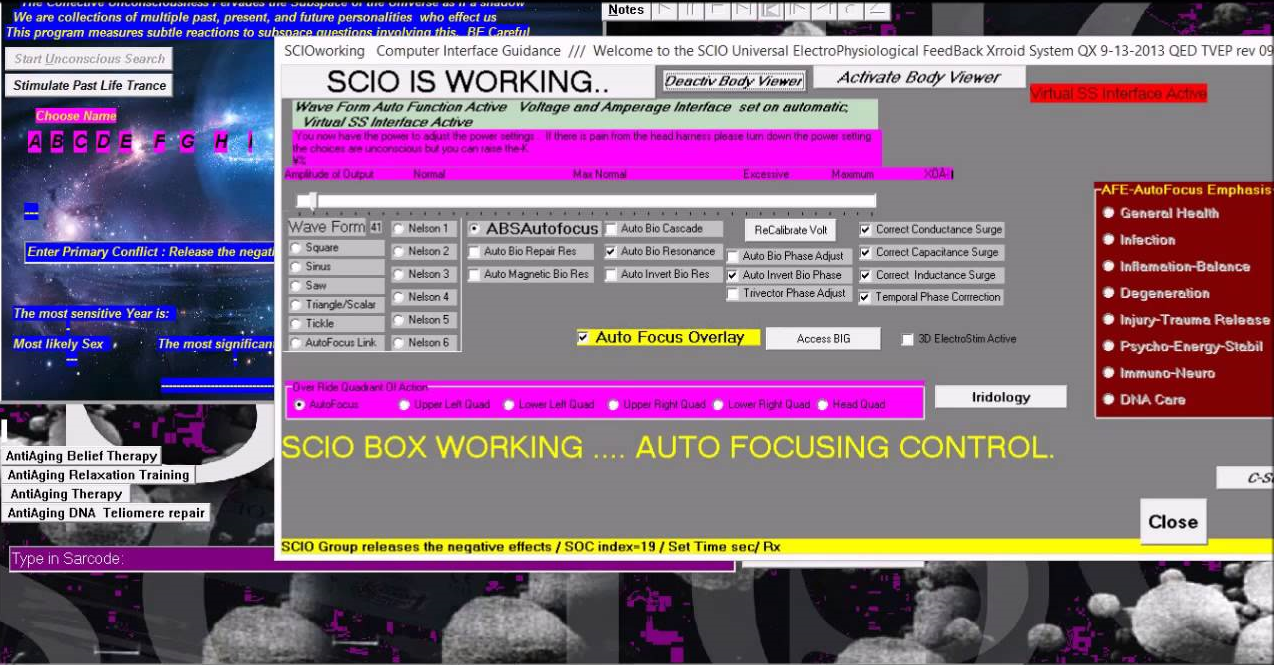 The Collective Unconsciousness Pervades the Subspace of the Universe as if a shadow
We are collections of multiple past, present, and future personalities who effect us
This program measures subtle reactions to subspace questions involving this. BE Careful
Notes
Start Unconscious Search
Stimulate Past Life Trance
Choose Name
A B C D E F G H I
---
Enter Primary Conflict : Release the negati
The most sensitive Year is:
-
Most likely Sex
The most significan
--
-
SCIOworking Computer Interface Guidance /// Welcome to the SCIO Universal ElectroPhysiological FeedBack Xrroid System QX 9-13-2013 QED TVEP rev 09
SCIO IS WORKING..
Deactiv Body Viewer
Activate Body Viewer
Virtual SS Interface Active
Wave Form Auto Function Active Voltage and Amperage Interface set on automatic,
Virtual SS Interface Active
You now have the power to adjust the power settings . If there is pain from the head harness please turn down the power setting
the choices are unconscious but you can raise the
Amplitude of Output Normal Max Normal Excessive Maximum
Wave Form 41
Square
Sinus
Saw
Triangle/Scalar
Tickle
AutoFocus Link
Nelson 1
Nelson 2
Nelson 3
Nelson 4
Nelson 5
Nelson 6
ABSAutofocus
Auto Bio Repair Res
Auto Magnetic Bio Res
Auto Bio Cascade
Auto Bio Resonance
Auto Invert Bio Res
ReCalibrate Volt
Auto Bio Phase Adjust
Auto Invert Bio Phase
Trivector Phase Adjust
Correct Conductance Surge
Correct Capacitance Surge
Correct Inductance Surge
Temporal Phase Corrrection
Auto Focus Overlay
Access BIG
3D ElectroStim Active
AFE-AutoFocus Emphasis
General Health
Infection
Inflamation-Balance
Degeneration
Injury-Trauma Release
Psycho-Energy-Stabil
Immuno-Neuro
DNA Care
Over Ride Quadrant Of Action
AutoFocus
Upper Left Quad
Lower Left Quad
Upper Right Quad
Lower Right Quad
Head Quad
Iridology
SCIO BOX WORKING .... AUTO FOCUSING CONTROL.
AntiAging Belief Therapy
AntiAging Relaxation Training
AntiAging Therapy
AntiAging DNA Teliomere repair
Close
SCIO Group releases the negative effects / SOC index=19 / Set Time sec/ Rx
Type in Sarcode: